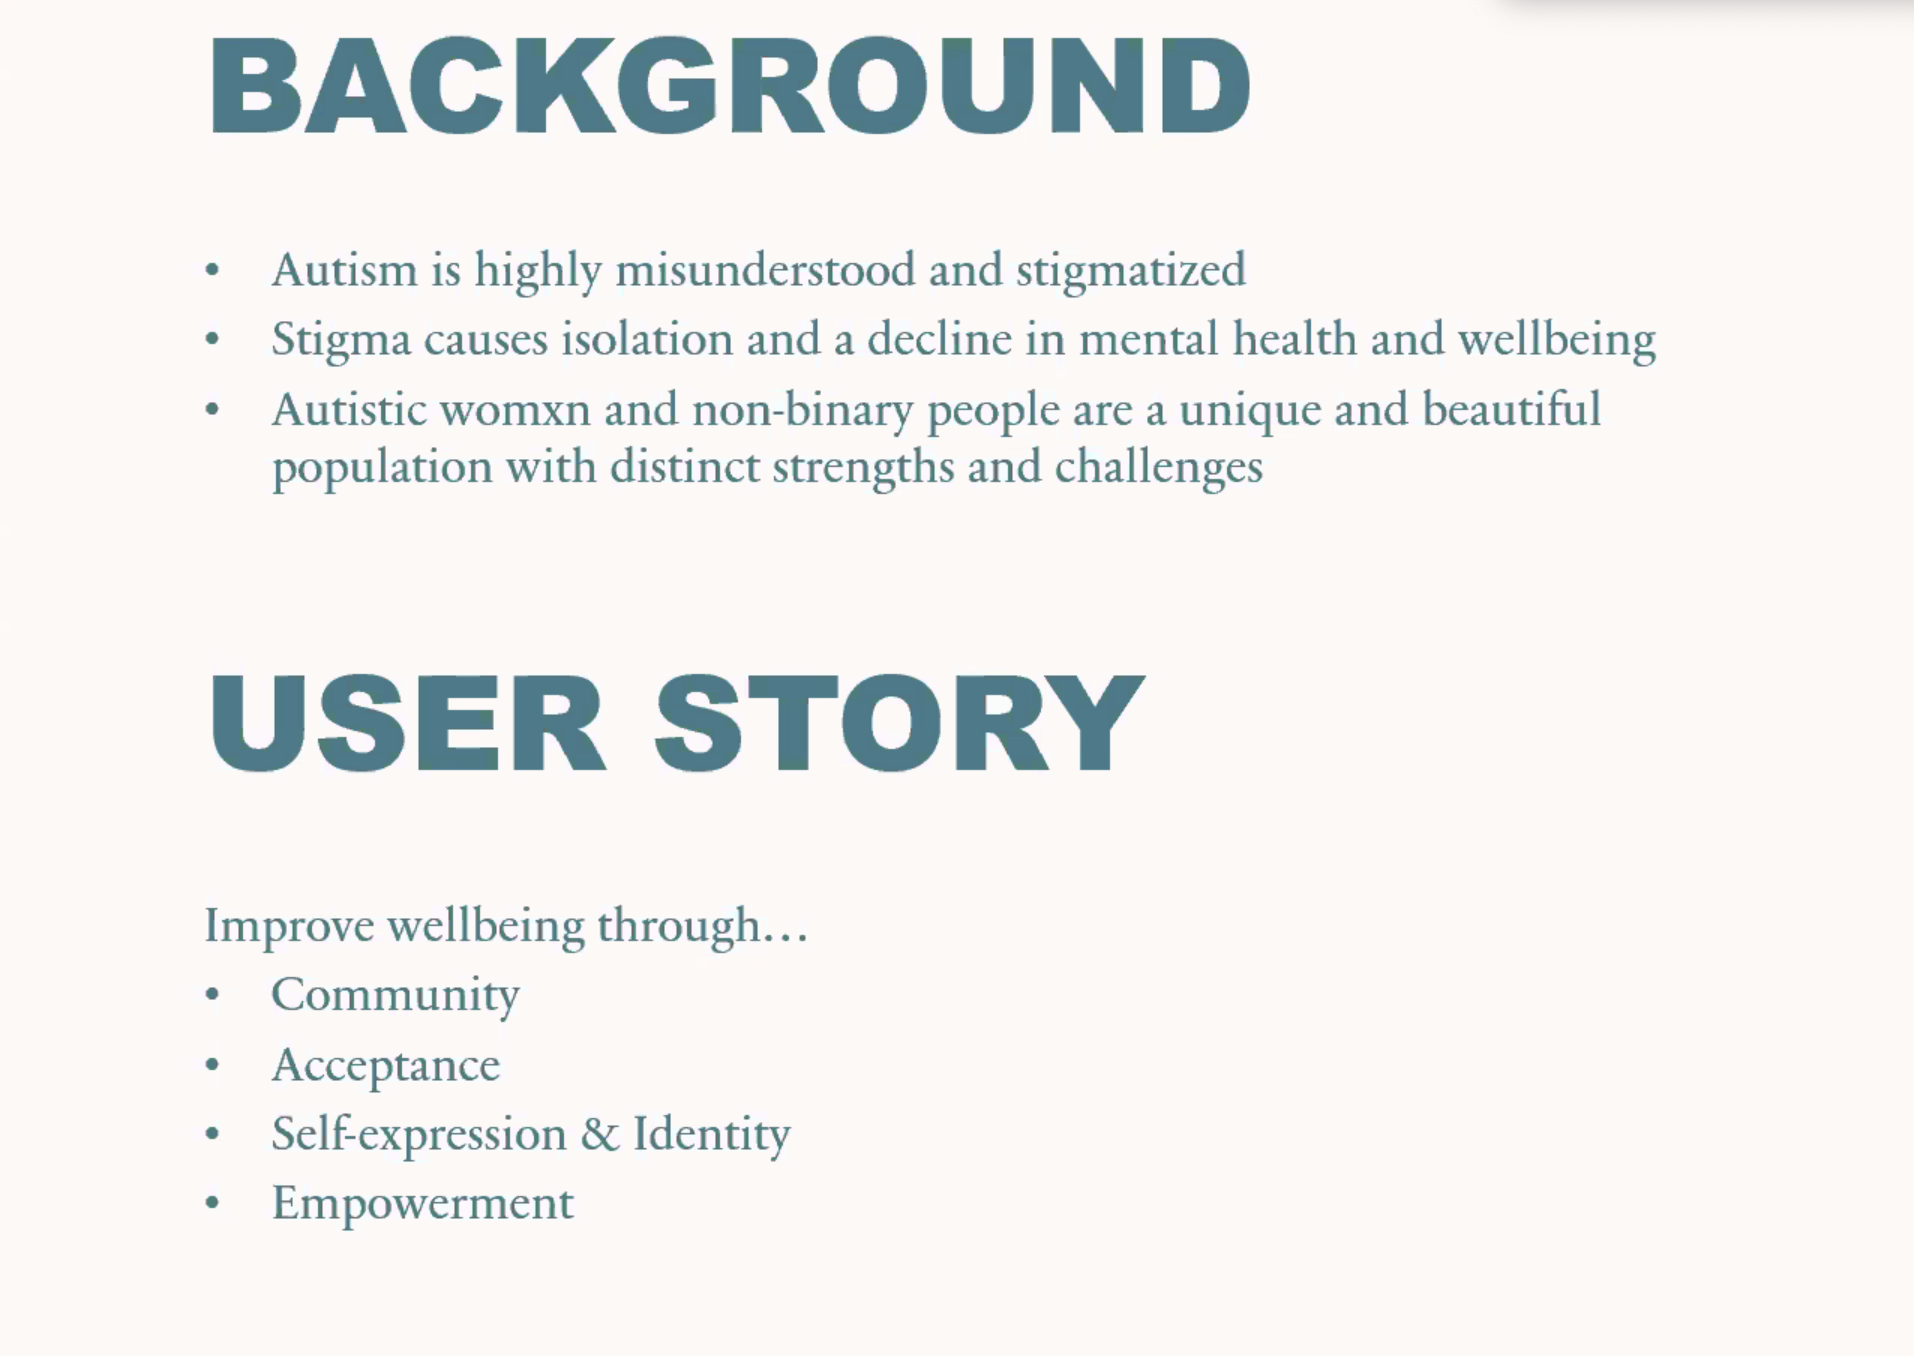 BACKGROUND
• Autism is highly misunderstood and stigmatized
• Stigma causes isolation and a decline in mental health and wellbeing
• Autistic womxn and non-binary people are a unique and beautiful
population with distinct strengths and challenges
USER STORY
Improve wellbeing through…
• Community
• Acceptance
• Self-expression & Identity
• Empowerment